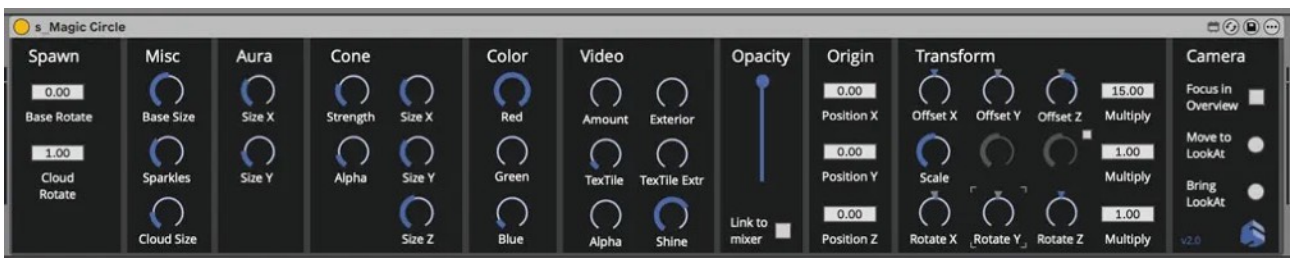 s_Magic Circle
Spawn
0.00
Base Rotate
1.00
Cloud
Rotate
Misc
Base Size
Sparkles
Cloud Size
Aura
Size X
Size Y
Cone
Strength Size X
Alpha Size Y
Size Z
Color
Red
Green
Blue
Video
Amount Exterior
TexTile TexTile Extr
Alpha Shine
Opacity
Link to
mixer
Origin
0.00
Position X
0.00
Position Y
0.00
Position Z
Transform
15.00
Offset X Offset Y Offset Z Multiply
1.00
Scale Multiply
1.00
Rotate X Rotate Y Rotate Z Multiply
Camera
Focus in
Overview
Move to
LookAt
Bring
LookAt
v2.0